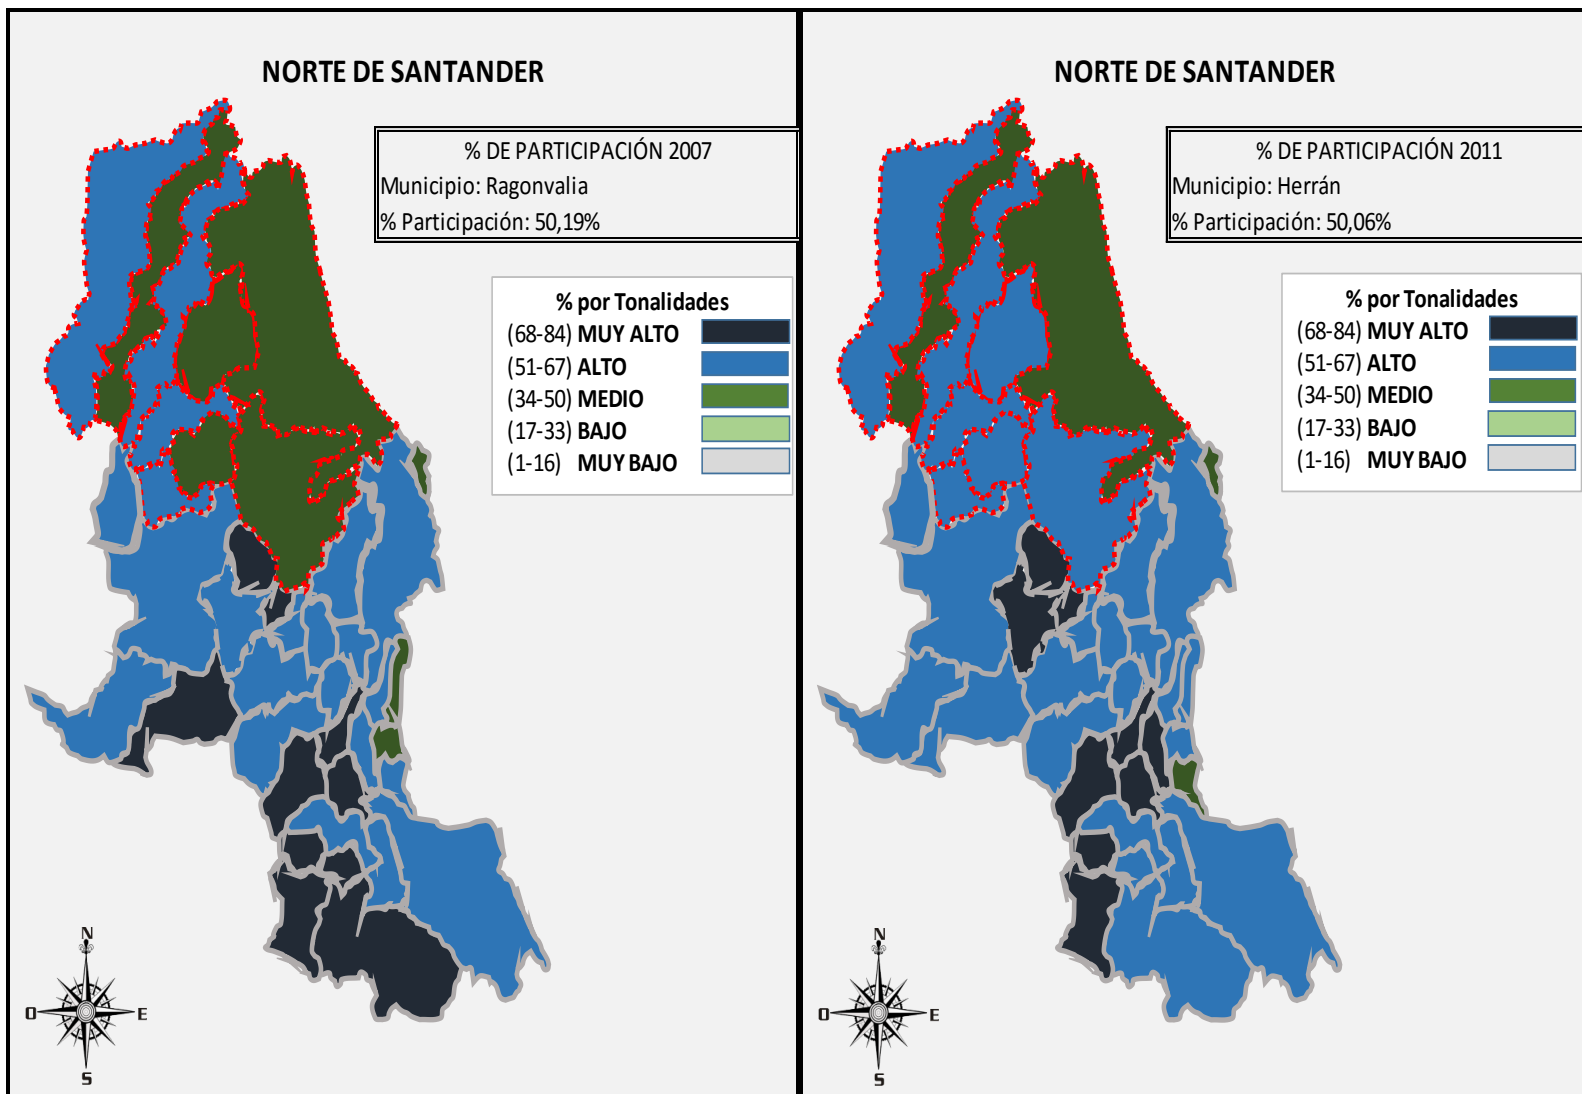 NORTE DE SANTANDER
% DE PARTICIPACIÓN 2007
Municipio: Ragonvalia
% Participación: 50,19%
% por Tonalidades
(68-84) MUY ALTO
(51-67) ALTO
(34-50) MEDIO
(17-33) BAJO
(1-16) MUY BAJO
N
O
E
S
NORTE DE SANTANDER
% DE PARTICIPACIÓN 2011
Municipio: Herrán
% Participación: 50,06%
% por Tonalidades
(68-84) MUY ALTO
(51-67) ALTO
(34-50) MEDIO
(17-33) BAJO
(1-16) MUY BAJO
N
O
E
S